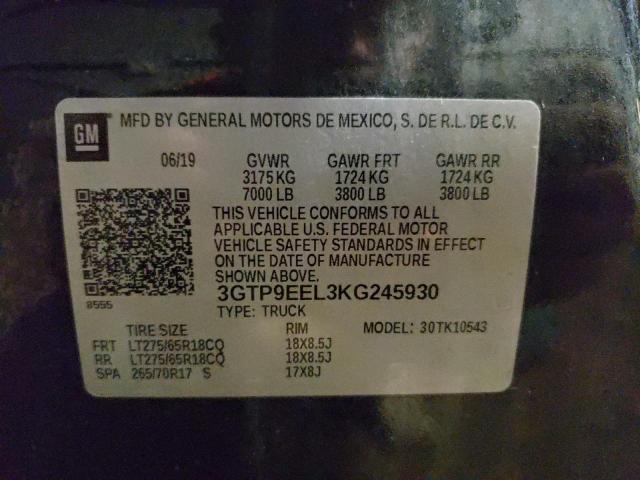 GM
MFD BY GENERAL MOTORS DE MEXICO, S. DE R.L. DE C.V.
06/19 GVWR GAWR FRT GAWR RR
3175 KG 1724 KG 1724 KG
7000 LB 3800 LB 3800 LB
THIS VEHICLE CONFORMS TO ALL
APPLICABLE U.S. FEDERAL MOTOR
VEHICLE SAFETY STANDARDS IN EFFECT
ON THE DATE OF MANUFACTURE
SHOWN ABOVE.
3GTP9EEL3KG245930
8555
TYPE: TRUCK
TIRE SIZE RIM MODEL: 30TK10543
FRT LT275/65R18CQ 18X8.5J
RR LT275/65R18CQ 18X8.5J
SPA 265/70R17 S 17X8J